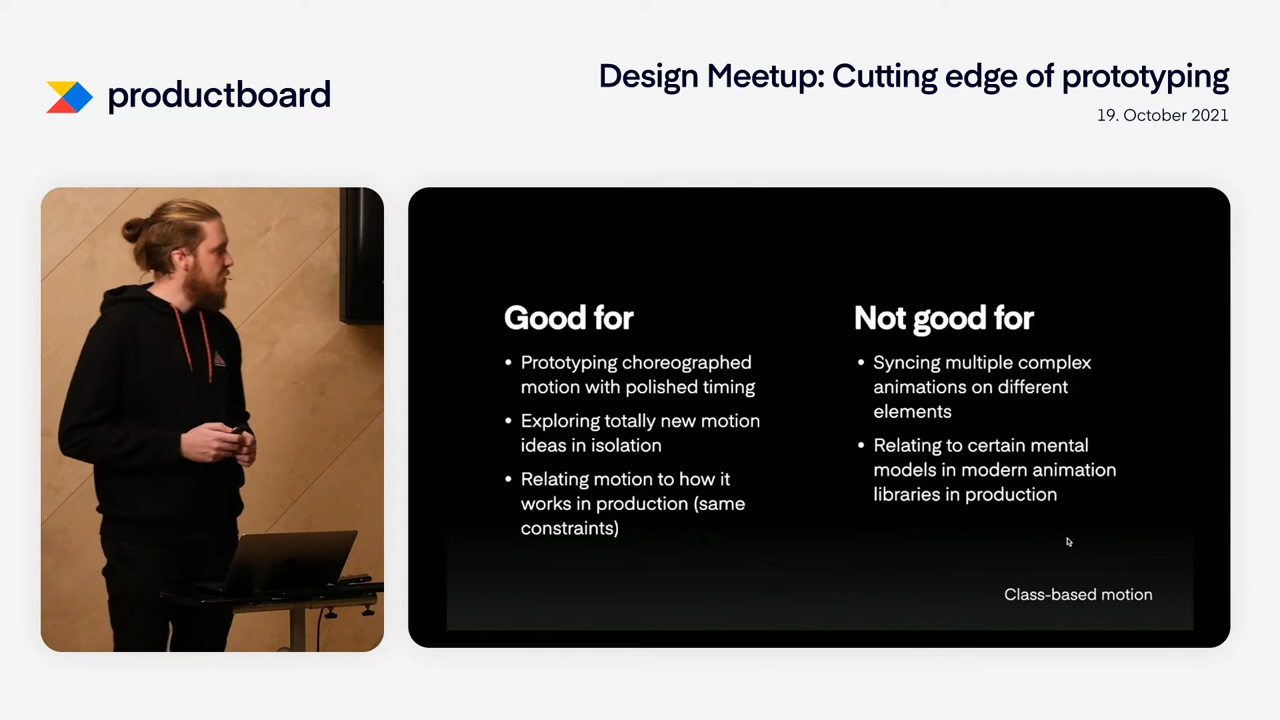 productboard
Design Meetup: Cutting edge of prototyping
19. October 2021
Good for
• Prototyping choreographed
motion with polished timing
• Exploring totally new motion
ideas in isolation
• Relating motion to how it
works in production (same
constraints)
Not good for
• Syncing multiple complex
animations on different
elements
• Relating to certain mental
models in modern animation
libraries in production
Class-based motion